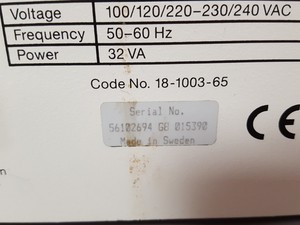 Voltage 100/120/220-230/240 VAC
Frequency 50-60 Hz
Power 32 VA
Code No. 18-1003-65
Serial No.
56102694 GB 015390
Made in Sweden
CE